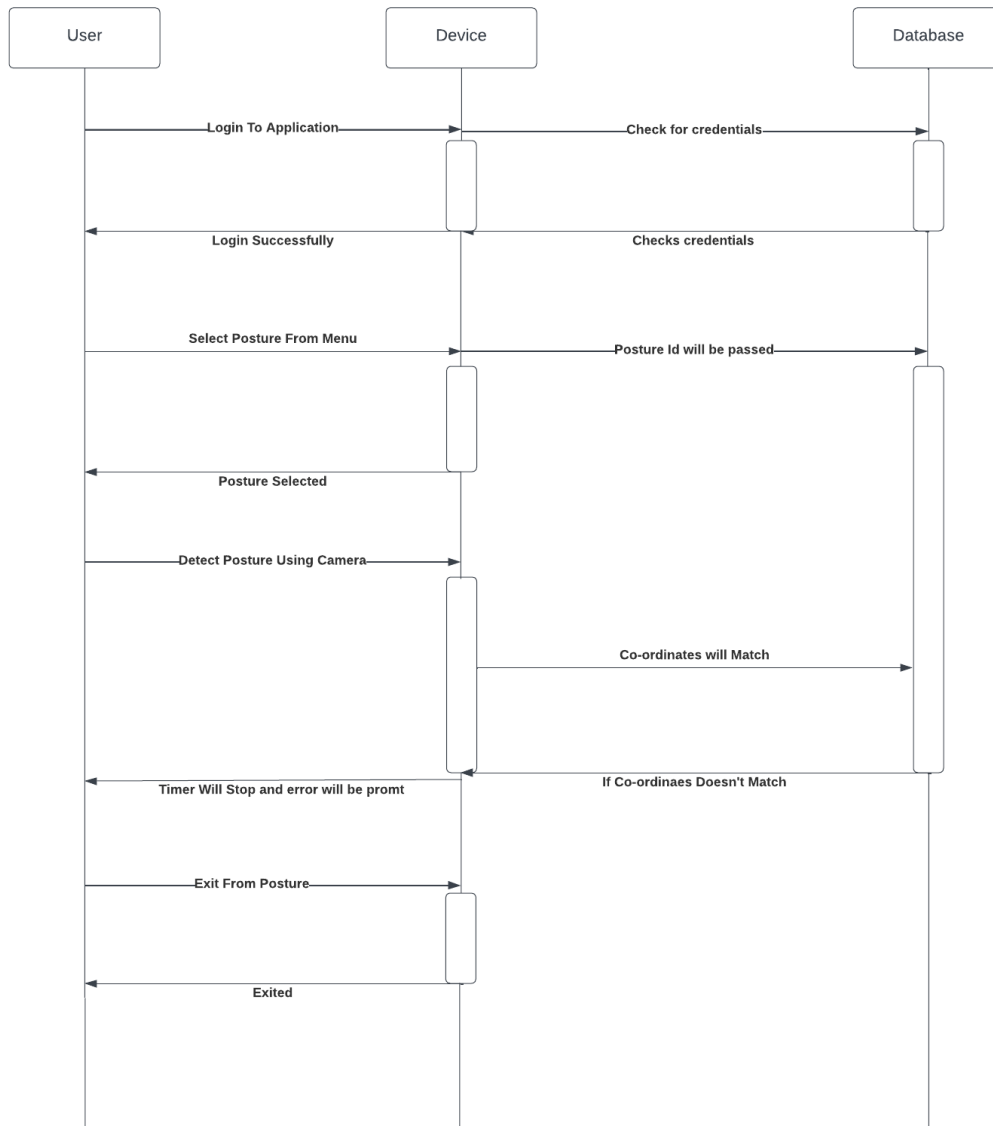 User
Device
Database
Login To Application
Check for credentials
Login Successfully
Checks credentials
Select Posture From Menu
Posture Id will be passed
Posture Selected
Detect Posture Using Camera
Co-ordinates will Match
If Co-ordinaes Doesn't Match
Timer Will Stop and error will be promt
Exit From Posture
Exited